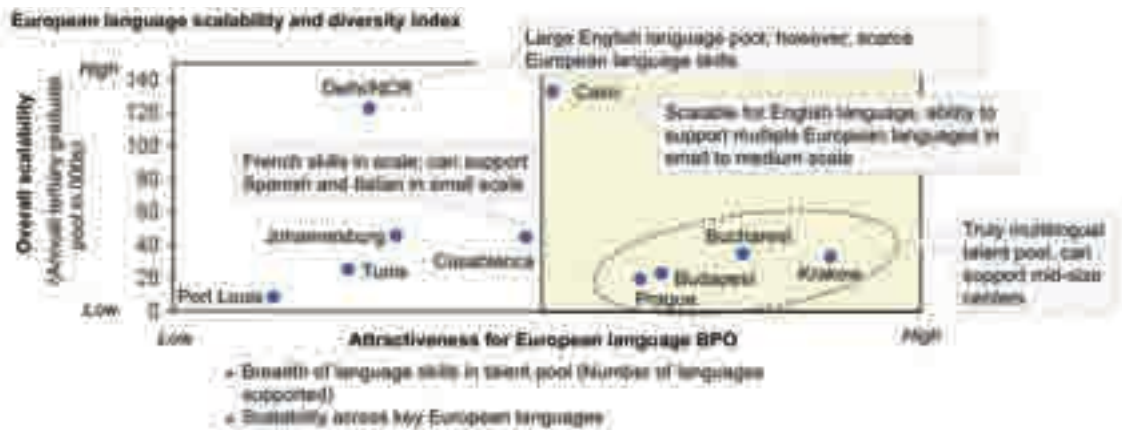 European language scalability and diversity index
Large English language pool, however, scarce
European language skills
High
140
Delhi/NCR
Cairo
120
Scalable for English language, ability to
support multiple European languages in
small to medium scale
100
French skills in scale; can support
Spanish and Italian in small scale
80
Overall scalability
(Annual tertiary graduate
pool in 000s)
60
Truly multilingual
talent pool, can
support mid-size
centers
Johannesburg
Bucharest
40
Casablanca
Tunis
Budapest
Krakow
20
Port Louis
Prague
Low
0
Low
Attractiveness for European language BPO
High
Breadth of language skills in talent pool (Number of languages
supported)
Scalability across key European languages